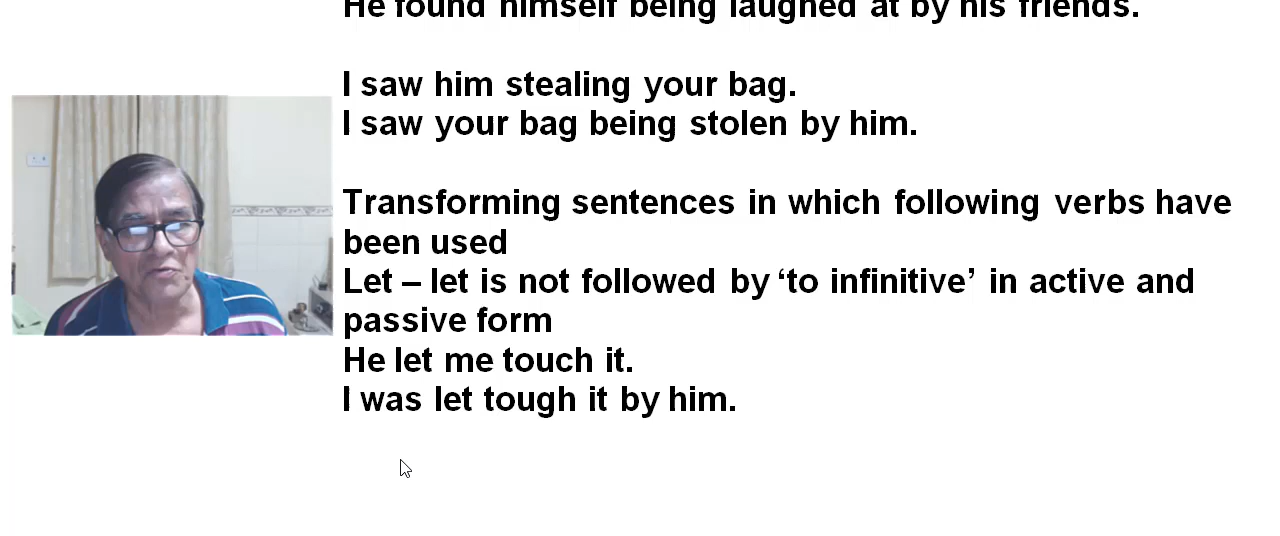 He found himself being laughed at by his friends.
I saw him stealing your bag.
I saw your bag being stolen by him.
Transforming sentences in which following verbs have
been used
Let – let is not followed by ‘to infinitive’ in active and
passive form
He let me touch it.
I was let tough it by him.